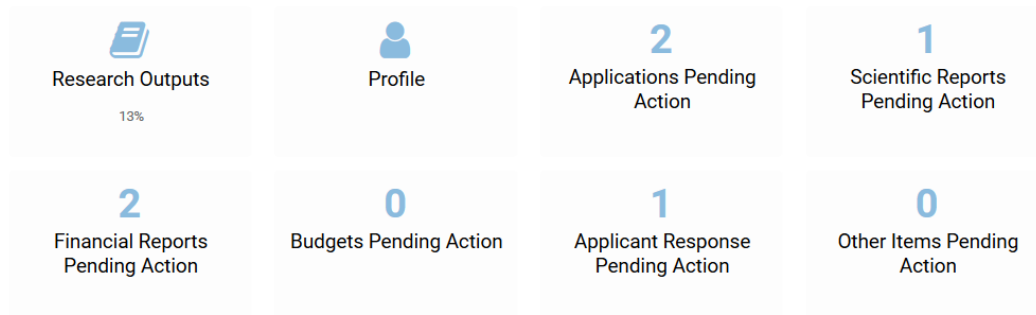 Research Outputs
13%
Profile
2
Applications Pending
Action
1
Scientific Reports
Pending Action
2
Financial Reports
Pending Action
0
Budgets Pending Action
1
Applicant Response
Pending Action
0
Other Items Pending
Action